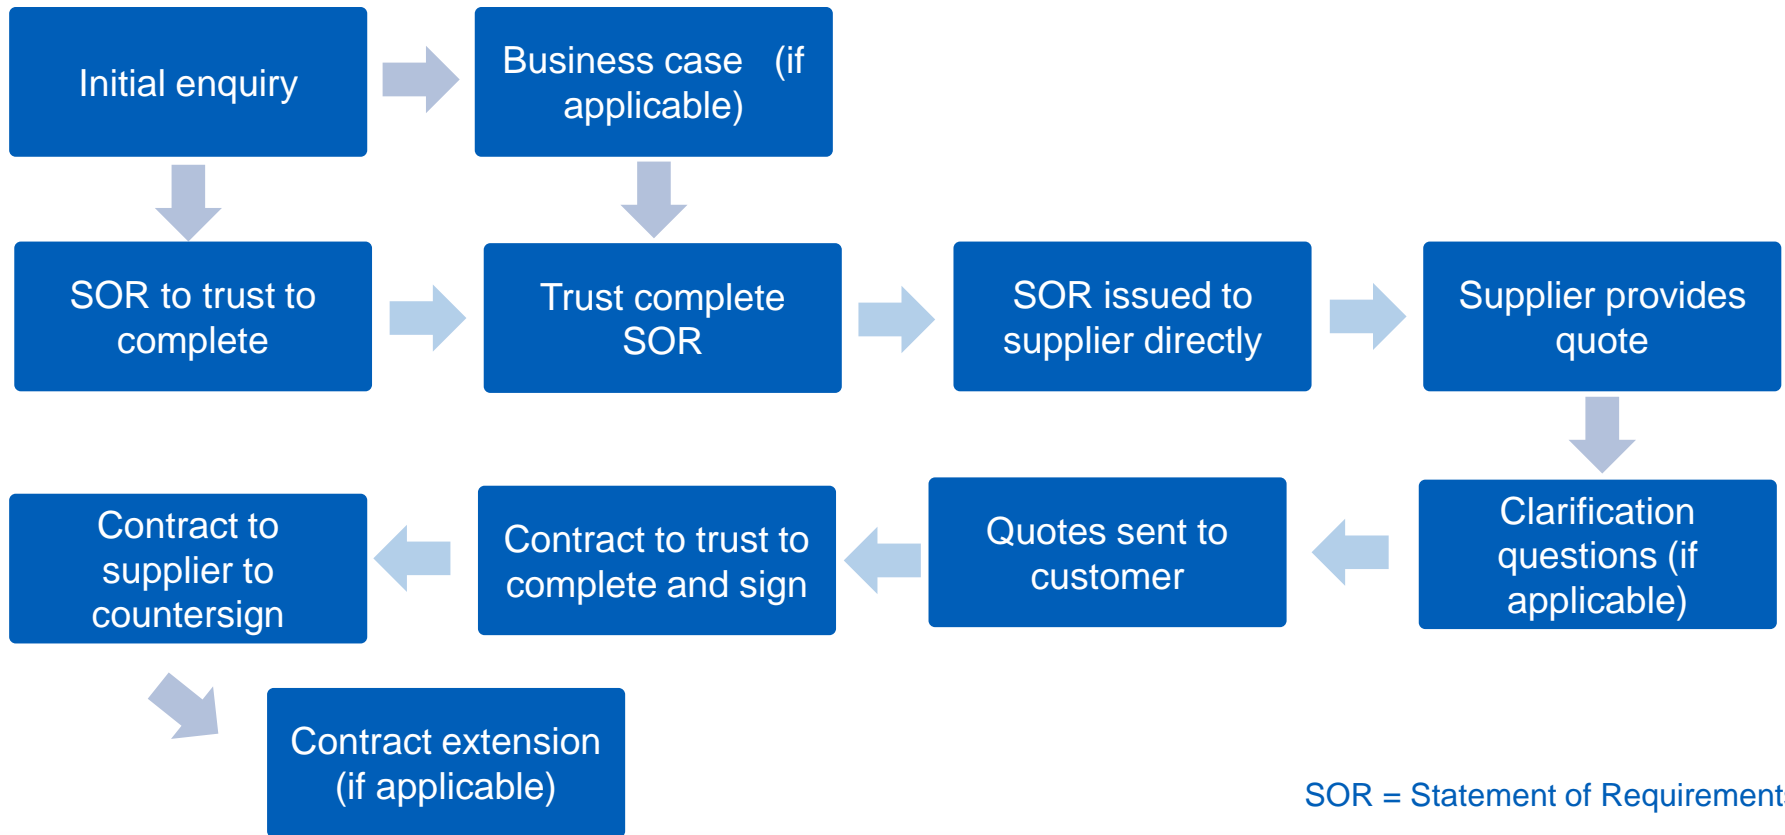 Initial enquiry
Business case (if
applicable)
SOR to trust to
complete
Trust complete
SOR
SOR issued to
supplier directly
Supplier provides
quote
Contract to
supplier to
countersign
Contract to trust to
complete and sign
Quotes sent to
customer
Clarification
questions (if
applicable)
Contract extension
(if applicable)
SOR = Statement of Requirements